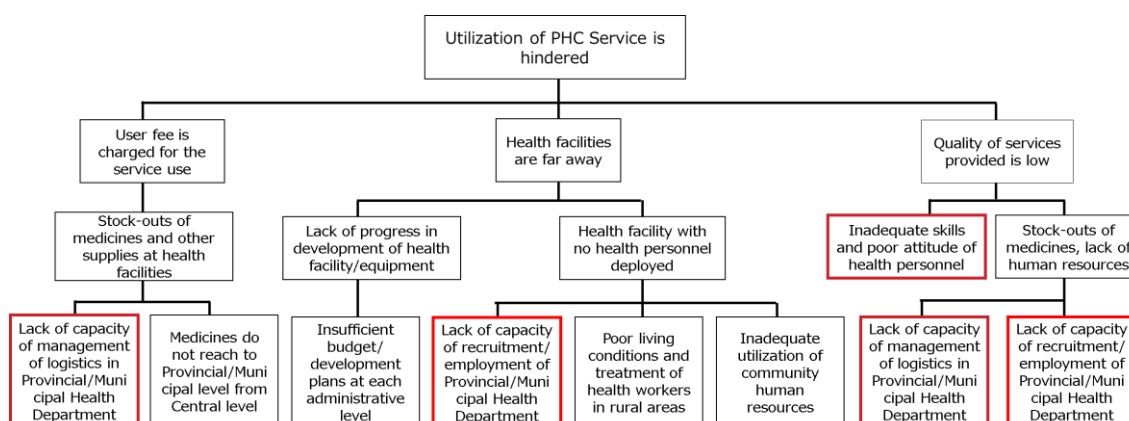 Utilization of PHC Service is
hindered
User fee is
charged for the
service use
Health facilities
are far away
Quality of services
provided is low
Stock-outs of
medicines and other
supplies at health
facilities
Lack of progress in
development of health
facility/equipment
Health facility with
no health personnel
deployed
Inadequate skills
and poor attitude of
health personnel
Stock-outs of
medicines, lack of
human resources
Lack of capacity
of management
of logistics in
Provincial/Muni
cipal Health
Department
Medicines do
not reach to
Provincial/Muni
cipal level from
Central level
Insufficient
budget/
development
plans at each
administrative
level
Lack of capacity
of recruitment/
employment of
Provincial/Muni
cipal Health
Department
Poor living
conditions and
treatment of
health workers
in rural areas
Inadequate
utilization of
community
human
resources
Lack of capacity
of management
of logistics in
Provincial/Muni
cipal Health
Department
Lack of capacity
of recruitment/
employment of
Provincial/Muni
cipal Health
Department